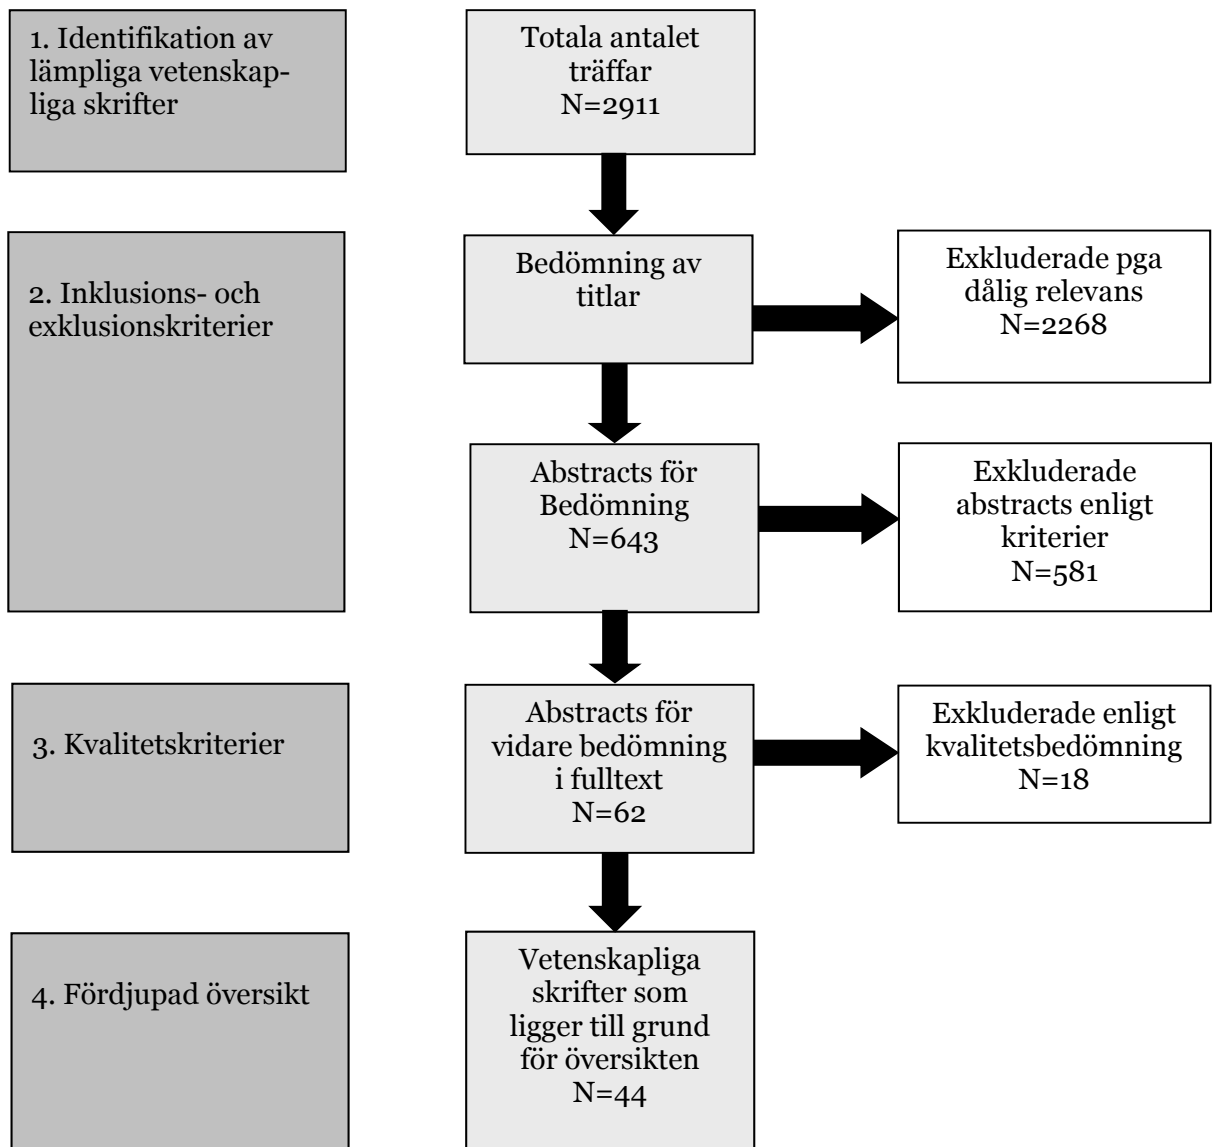 1. Identifikation av
lämpliga vetenskap-
liga skrifter
Totala antalet
träffar
N=2911
2. Inklusions- och
exklusionskriterier
Bedömning av
titlar
Exkluderade pga
dålig relevans
N=2268
Abstracts för
Bedömning
N=643
Exkluderade
abstracts enligt
kriterier
N=581
3. Kvalitetskriterier
Abstracts för
vidare bedömning
i fulltext
N=62
Exkluderade enligt
kvalitetsbedömning
N=18
4. Fördjupad översikt
Vetenskapliga
skrifter som
ligger till grund
för översikten
N=44